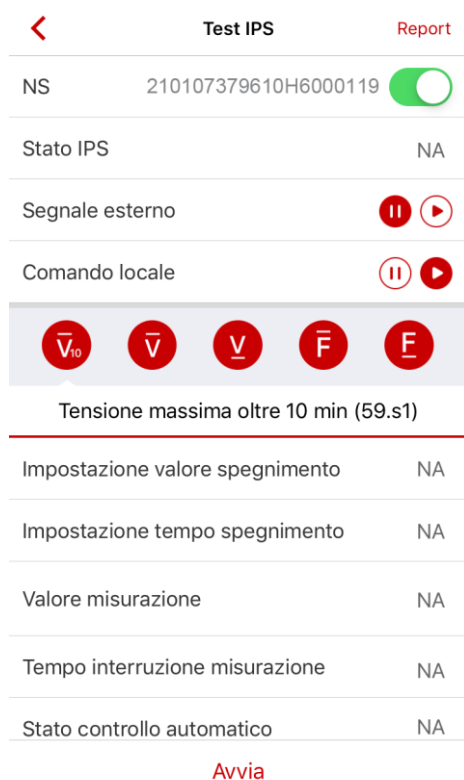 Test IPS Report
NS 210107379610H6000119
Stato IPS NA
Segnale esterno
Comando locale
V10 V V F F
Tensione massima oltre 10 min (59.s1)
Impostazione valore spegnimento NA
Impostazione tempo spegnimento NA
Valore misurazione NA
Tempo interruzione misurazione NA
Stato controllo automatico NA
Avvia